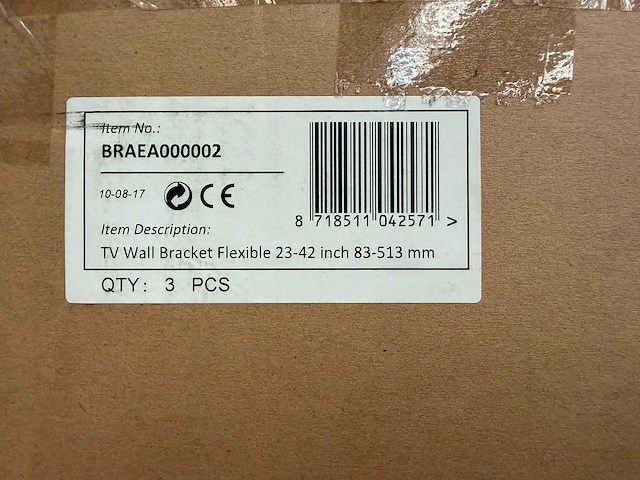 Item No.:
BRAEA000002
10-08-17 CE
8 718511 042571 >
Item Description:
TV Wall Bracket Flexible 23-42 inch 83-513 mm
QTY: 3 PCS